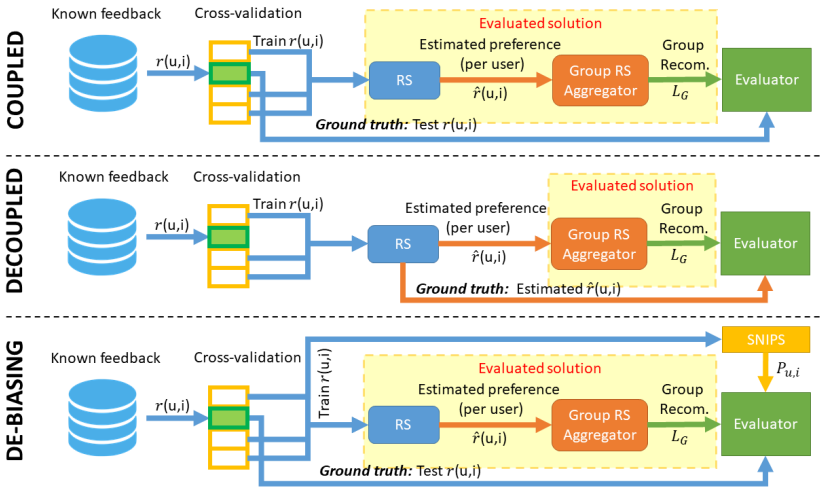 COUPLED
Known feedback
r(u,i)
Cross-validation
Train r(u,i)
Evaluated solution
RS
Estimated preference
(per user)
r̂(u,i)
Group RS
Aggregator
Group
Recom.
L_G
Evaluator
Ground truth: Test r(u,i)
DECOUPLED
Known feedback
r(u,i)
Cross-validation
Train r(u,i)
Evaluated solution
RS
Estimated preference
(per user)
r̂(u,i)
Group RS
Aggregator
Group
Recom.
L_G
Evaluator
Ground truth: Estimated r̂(u,i)
DE-BIASING
Known feedback
r(u,i)
Cross-validation
Train r(u,i)
Evaluated solution
RS
Estimated preference
(per user)
r̂(u,i)
Group RS
Aggregator
Group
Recom.
L_G
SNIPS
P_{u,i}
Evaluator
Ground truth: Test r(u,i)